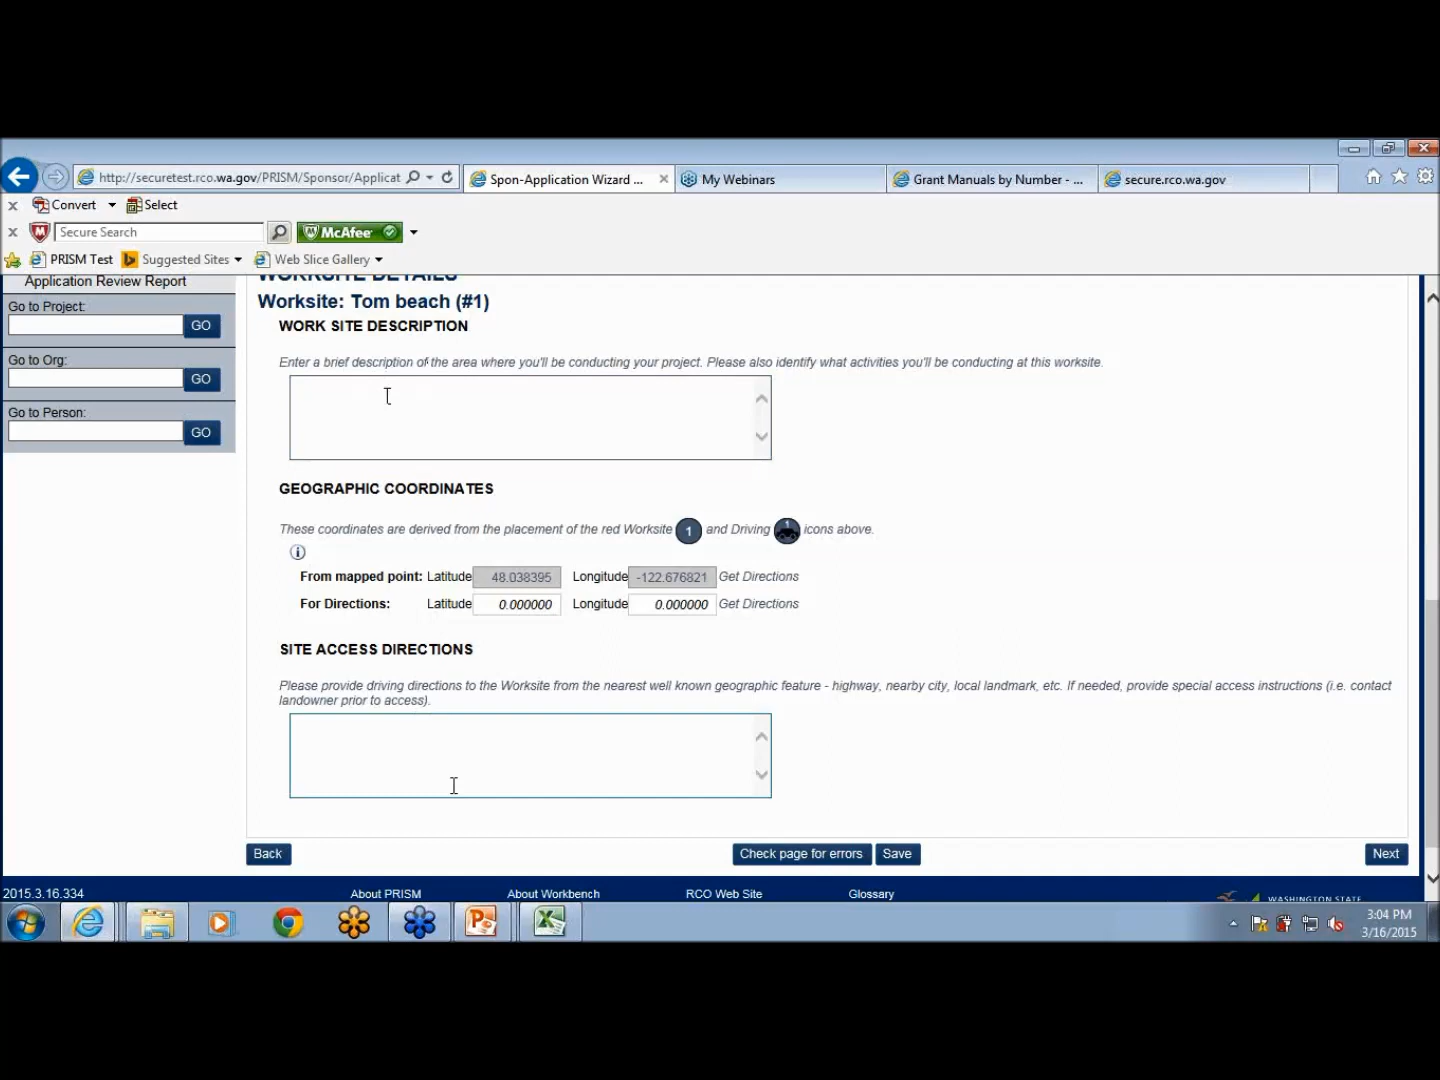 http://securetest.rco.wa.gov/PRISM/Sponsor/Applicat
Spon-Application Wizard ...
My Webinars
Grant Manuals by Number - ...
secure.rco.wa.gov
Convert
Select
Secure Search
McAfee
PRISM Test
Suggested Sites
Web Slice Gallery
Application Review Report
Go to Project:
GO
Go to Org:
GO
Go to Person:
GO
WORKSITE DETAILS
Worksite: Tom beach (#1)
WORK SITE DESCRIPTION
Enter a brief description of the area where you'll be conducting your project. Please also identify what activities you'll be conducting at this worksite.
GEOGRAPHIC COORDINATES
These coordinates are derived from the placement of the red Worksite 1 and Driving 1 icons above.
From mapped point: Latitude 48.038395 Longitude -122.676821 Get Directions
For Directions: Latitude 0.000000 Longitude 0.000000 Get Directions
SITE ACCESS DIRECTIONS
Please provide driving directions to the Worksite from the nearest well known geographic feature - highway, nearby city, local landmark, etc. If needed, provide special access instructions (i.e. contact
landowner prior to access).
Back
Check page for errors
Save
Next
2015.3.16.334
About PRISM
About Workbench
RCO Web Site
Glossary
WASHINGTON STATE
3:04 PM
3/16/2015